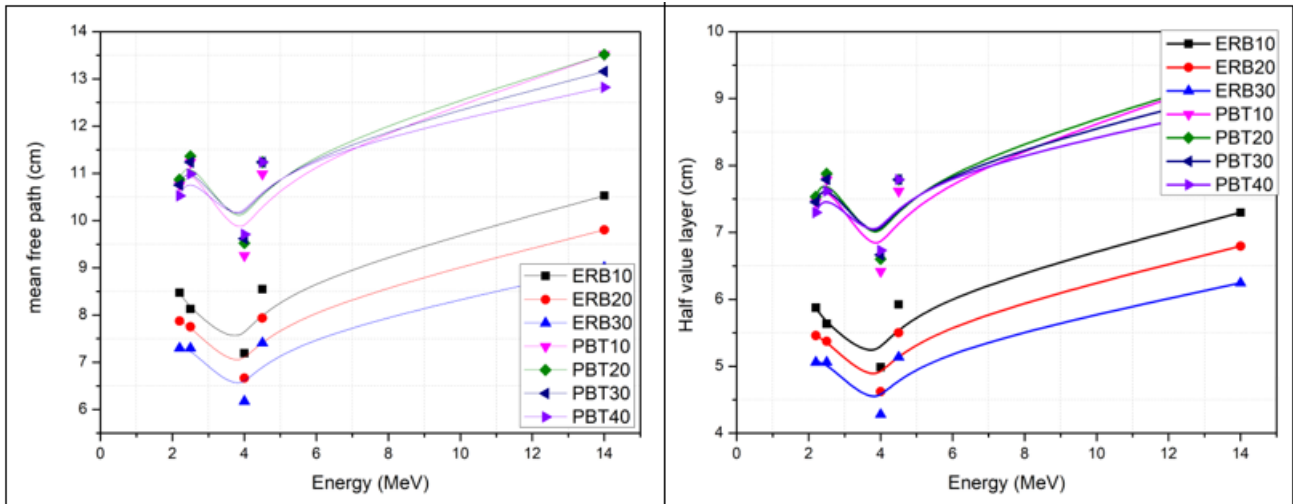 14
13
12
11
10
9
8
7
6
mean free path (cm)
0 2 4 6 8 10 12 14
Energy (MeV)
ERB10
ERB20
ERB30
PBT10
PBT20
PBT30
PBT40
10
9
8
7
6
5
4
Half value layer (cm)
0 2 4 6 8 10 12 14
Energy (MeV)
ERB10
ERB20
ERB30
PBT10
PBT20
PBT30
PBT40